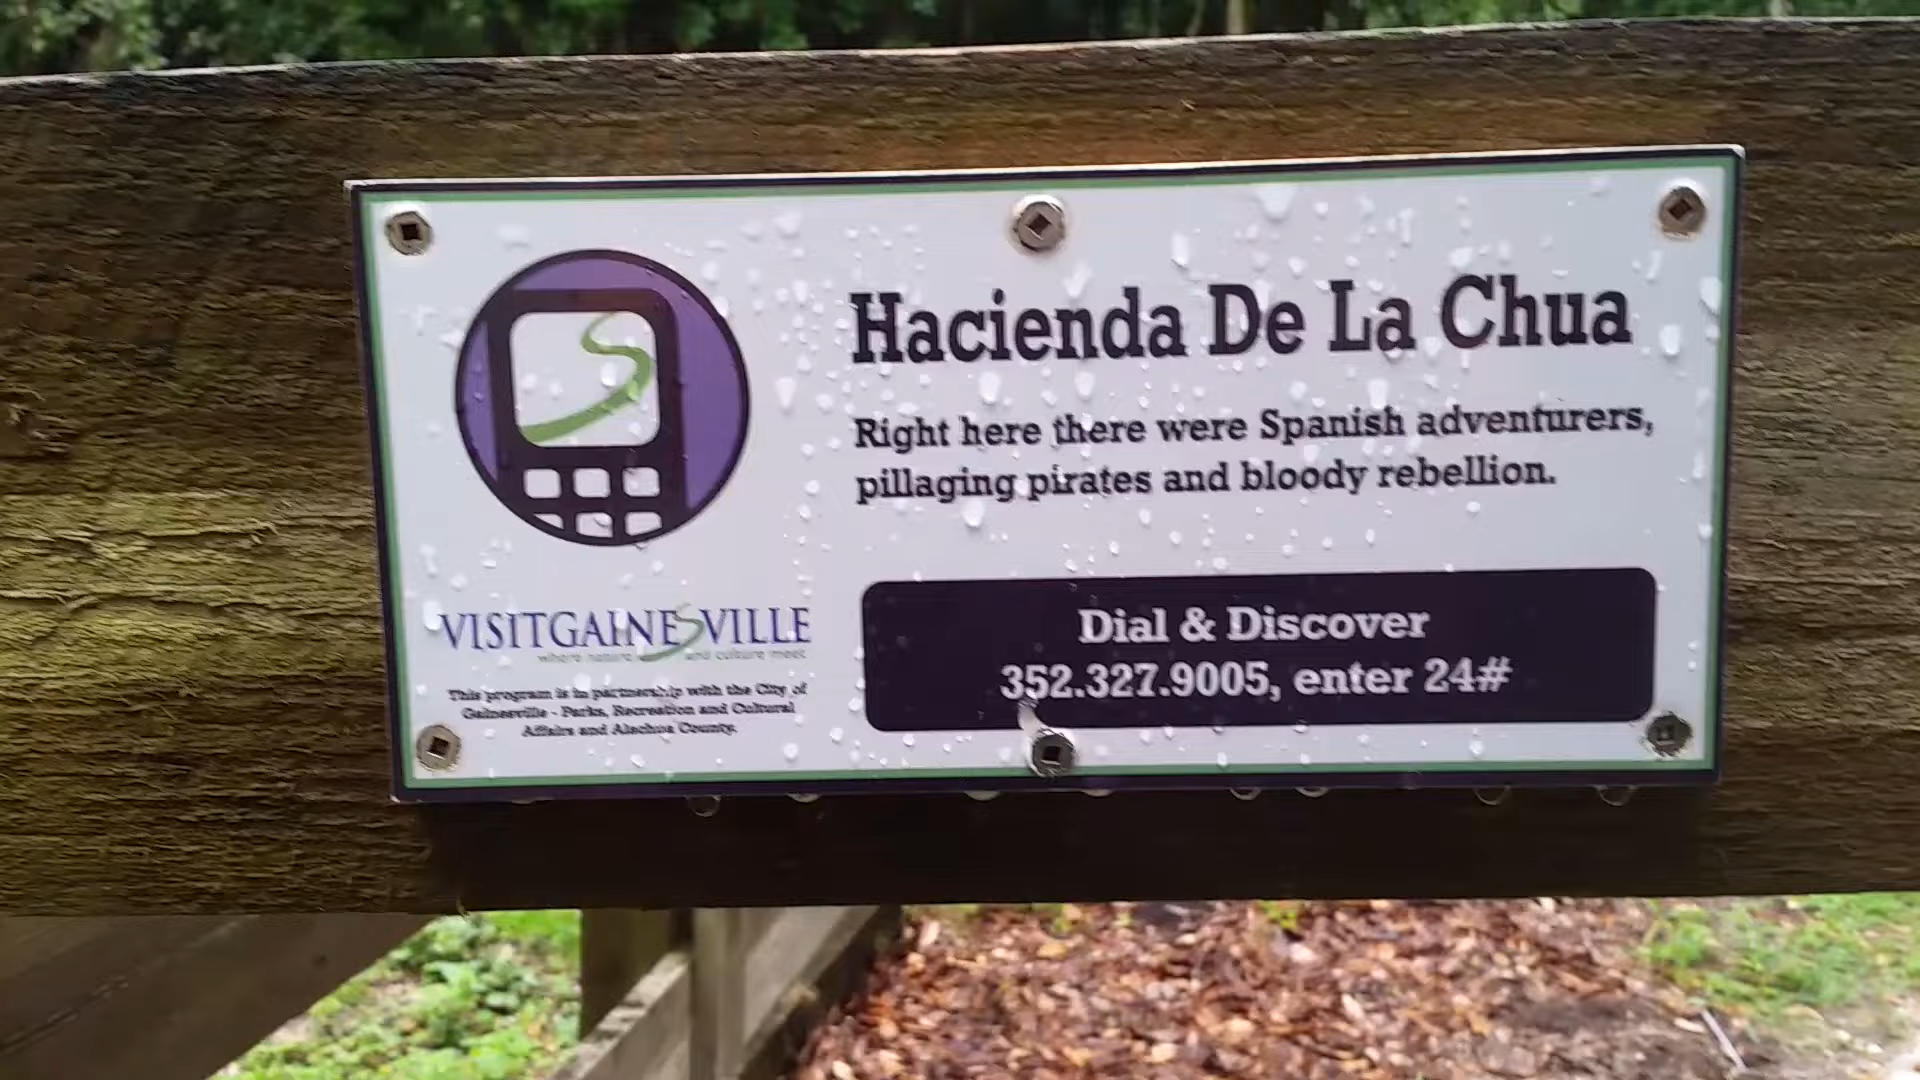 Hacienda De La Chua
Right here there were Spanish adventurers,
pillaging pirates and bloody rebellion.
Dial & Discover
352.327.9005, enter 24#
VISITGAINESVILLE
where nature and culture meet
This program is in partnership with the City of
Gainesville - Parks, Recreation and Cultural
Affairs and Alachua County.